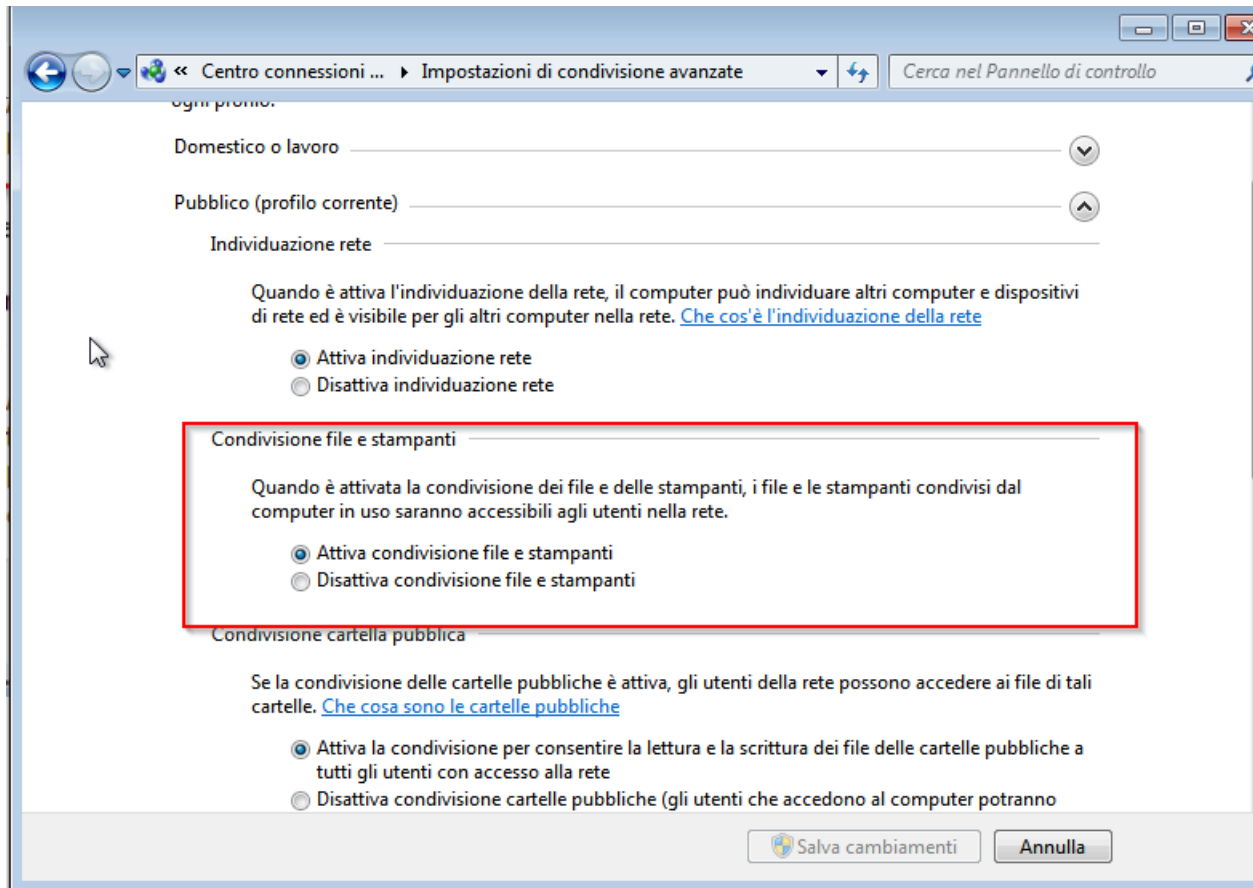 « Centro connessioni ... Impostazioni di condivisione avanzate Cerca nel Pannello di controllo
ogni profilo.
Domestico o lavoro
Pubblico (profilo corrente)
Individuazione rete
Quando è attiva l'individuazione della rete, il computer può individuare altri computer e dispositivi
di rete ed è visibile per gli altri computer nella rete. Che cos'è l'individuazione della rete
Attiva individuazione rete
Disattiva individuazione rete
Condivisione file e stampanti
Quando è attivata la condivisione dei file e delle stampanti, i file e le stampanti condivisi dal
computer in uso saranno accessibili agli utenti nella rete.
Attiva condivisione file e stampanti
Disattiva condivisione file e stampanti
Condivisione cartella pubblica
Se la condivisione delle cartelle pubbliche è attiva, gli utenti della rete possono accedere ai file di tali
cartelle. Che cosa sono le cartelle pubbliche
Attiva la condivisione per consentire la lettura e la scrittura dei file delle cartelle pubbliche a
tutti gli utenti con accesso alla rete
Disattiva condivisione cartelle pubbliche (gli utenti che accedono al computer potranno
Salva cambiamenti Annulla